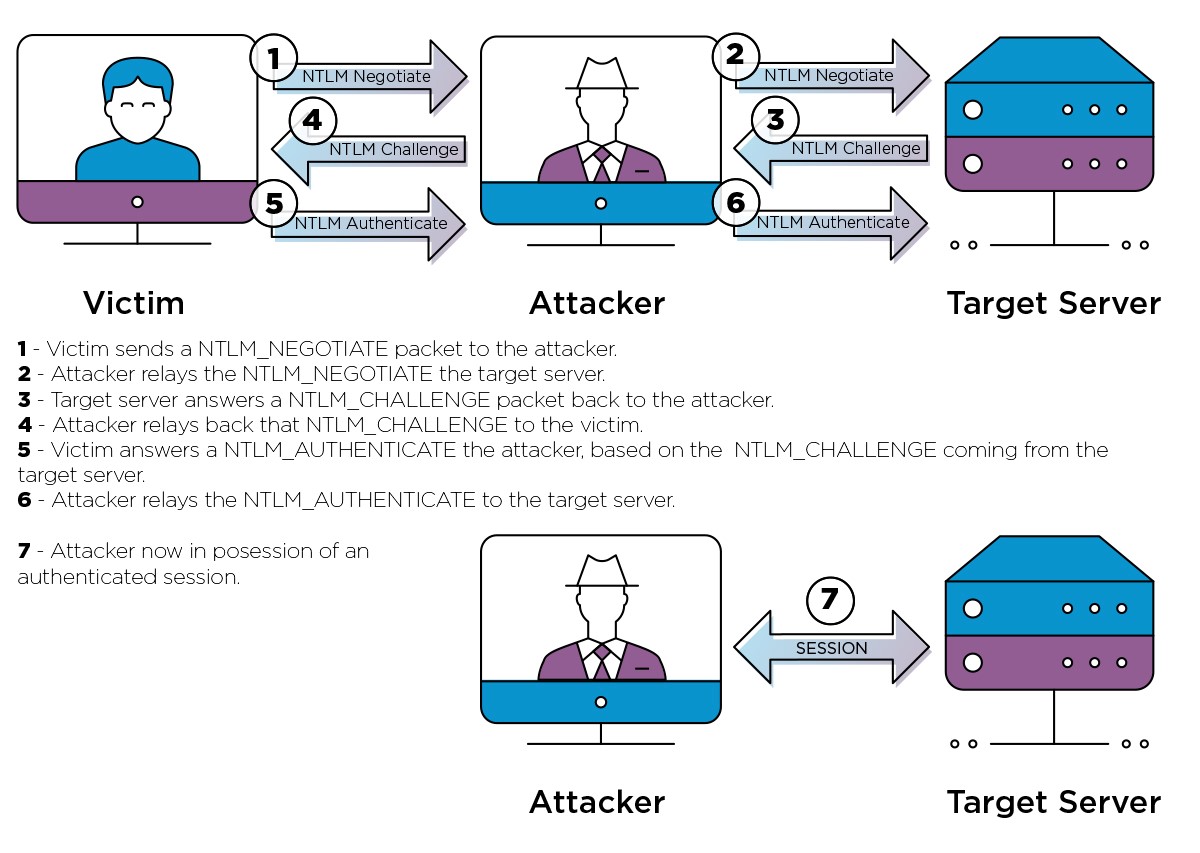 1
NTLM Negotiate
2
NTLM Negotiate
4
NTLM Challenge
3
NTLM Challenge
5
NTLM Authenticate
6
NTLM Authenticate
Victim
Attacker
Target Server
1 - Victim sends a NTLM_NEGOTIATE packet to the attacker.
2 - Attacker relays the NTLM_NEGOTIATE the target server.
3 - Target server answers a NTLM_CHALLENGE packet back to the attacker.
4 - Attacker relays back that NTLM_CHALLENGE to the victim.
5 - Victim answers a NTLM_AUTHENTICATE the attacker, based on the  NTLM_CHALLENGE coming from the
target server.
6 - Attacker relays the NTLM_AUTHENTICATE to the target server.
7 - Attacker now in posession of an
authenticated session.
7
SESSION
Attacker
Target Server